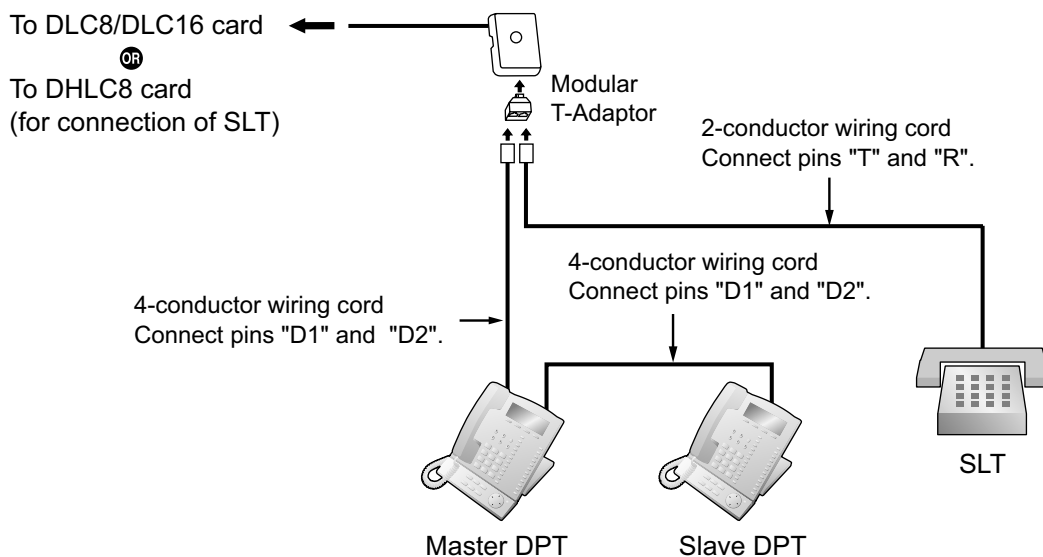 To DLC8/DLC16 card
OR
To DHLC8 card
(for connection of SLT)
Modular
T-Adaptor
2-conductor wiring cord
Connect pins "T" and "R".
4-conductor wiring cord
Connect pins "D1" and "D2".
4-conductor wiring cord
Connect pins "D1" and "D2".
SLT
Master DPT
Slave DPT